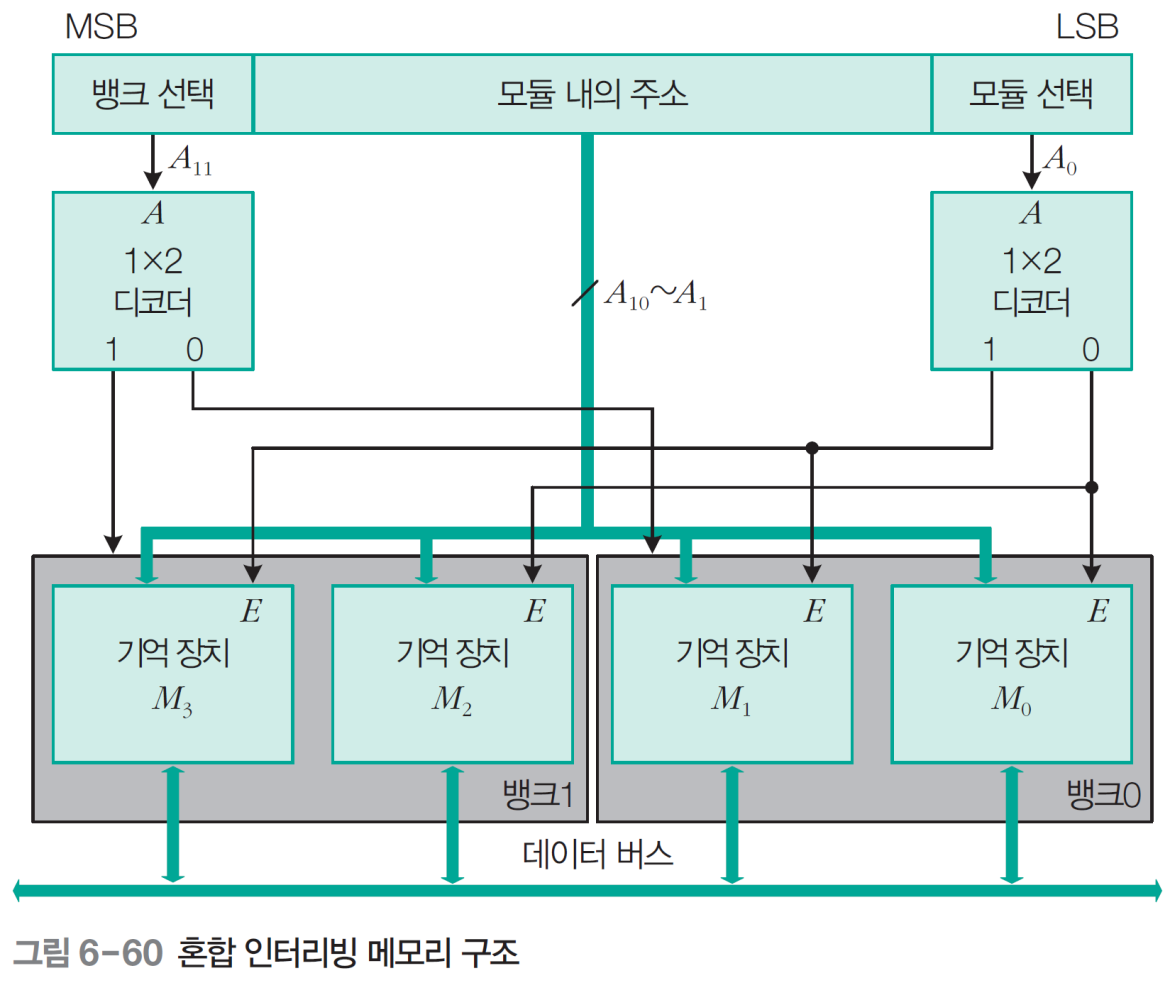 MSB
LSB
뱅크 선택
모듈 내의 주소
모듈 선택
A₁₁
A₀
A
1×2
디코더
1 0
A₁₀~A₁
A
1×2
디코더
1 0
E
기억 장치
M₃
E
기억 장치
M₂
뱅크1
E
기억 장치
M₁
E
기억 장치
M₀
뱅크0
데이터 버스
그림 6-60 혼합 인터리빙 메모리 구조